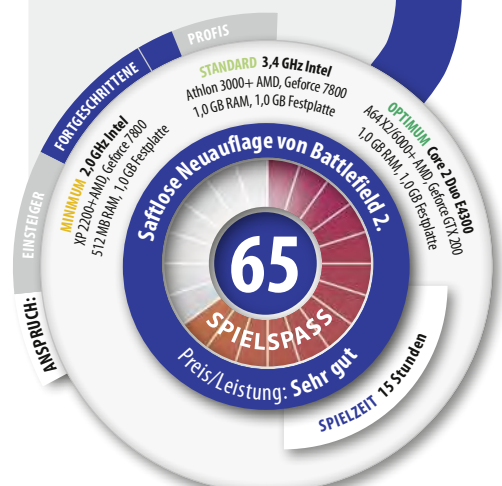 ANSPRUCH:
EINSTEIGER
FORTGESCHRITTENE
PROFIS
MINIMUM 2,0 GHz Intel
XP 2200+ AMD, Geforce 7800
512 MB RAM, 1,0 GB Festplatte
STANDARD 3,4 GHz Intel
Athlon 3000+ AMD, Geforce 7800
1,0 GB RAM, 1,0 GB Festplatte
OPTIMUM Core 2 Duo E4300
A64 X2/6000+ AMD, Geforce GTX 200
1,0 GB RAM, 1,0 GB Festplatte
Saftlose Neuauflage von Battlefield 2.
65
SPIELSPASS
Preis/Leistung: Sehr gut
SPIELZEIT 15 Stunden